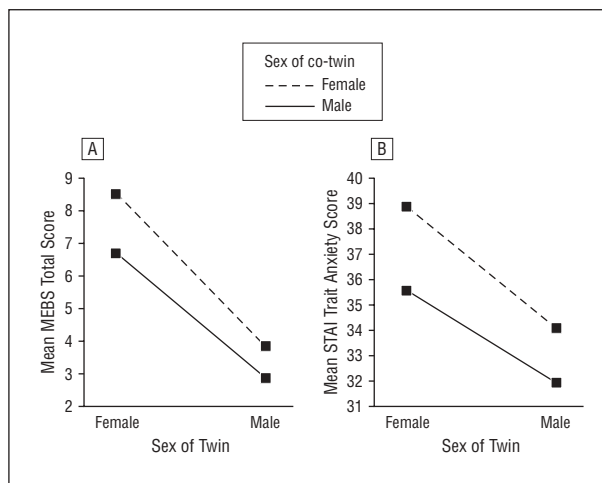 Sex of co-twin
Female
Male
A
9
8
7
6
5
4
3
2
Mean MEBS Total Score
Female
Male
Sex of Twin
B
40
39
38
37
36
35
34
33
32
31
Mean STAI Trait Anxiety Score
Female
Male
Sex of Twin